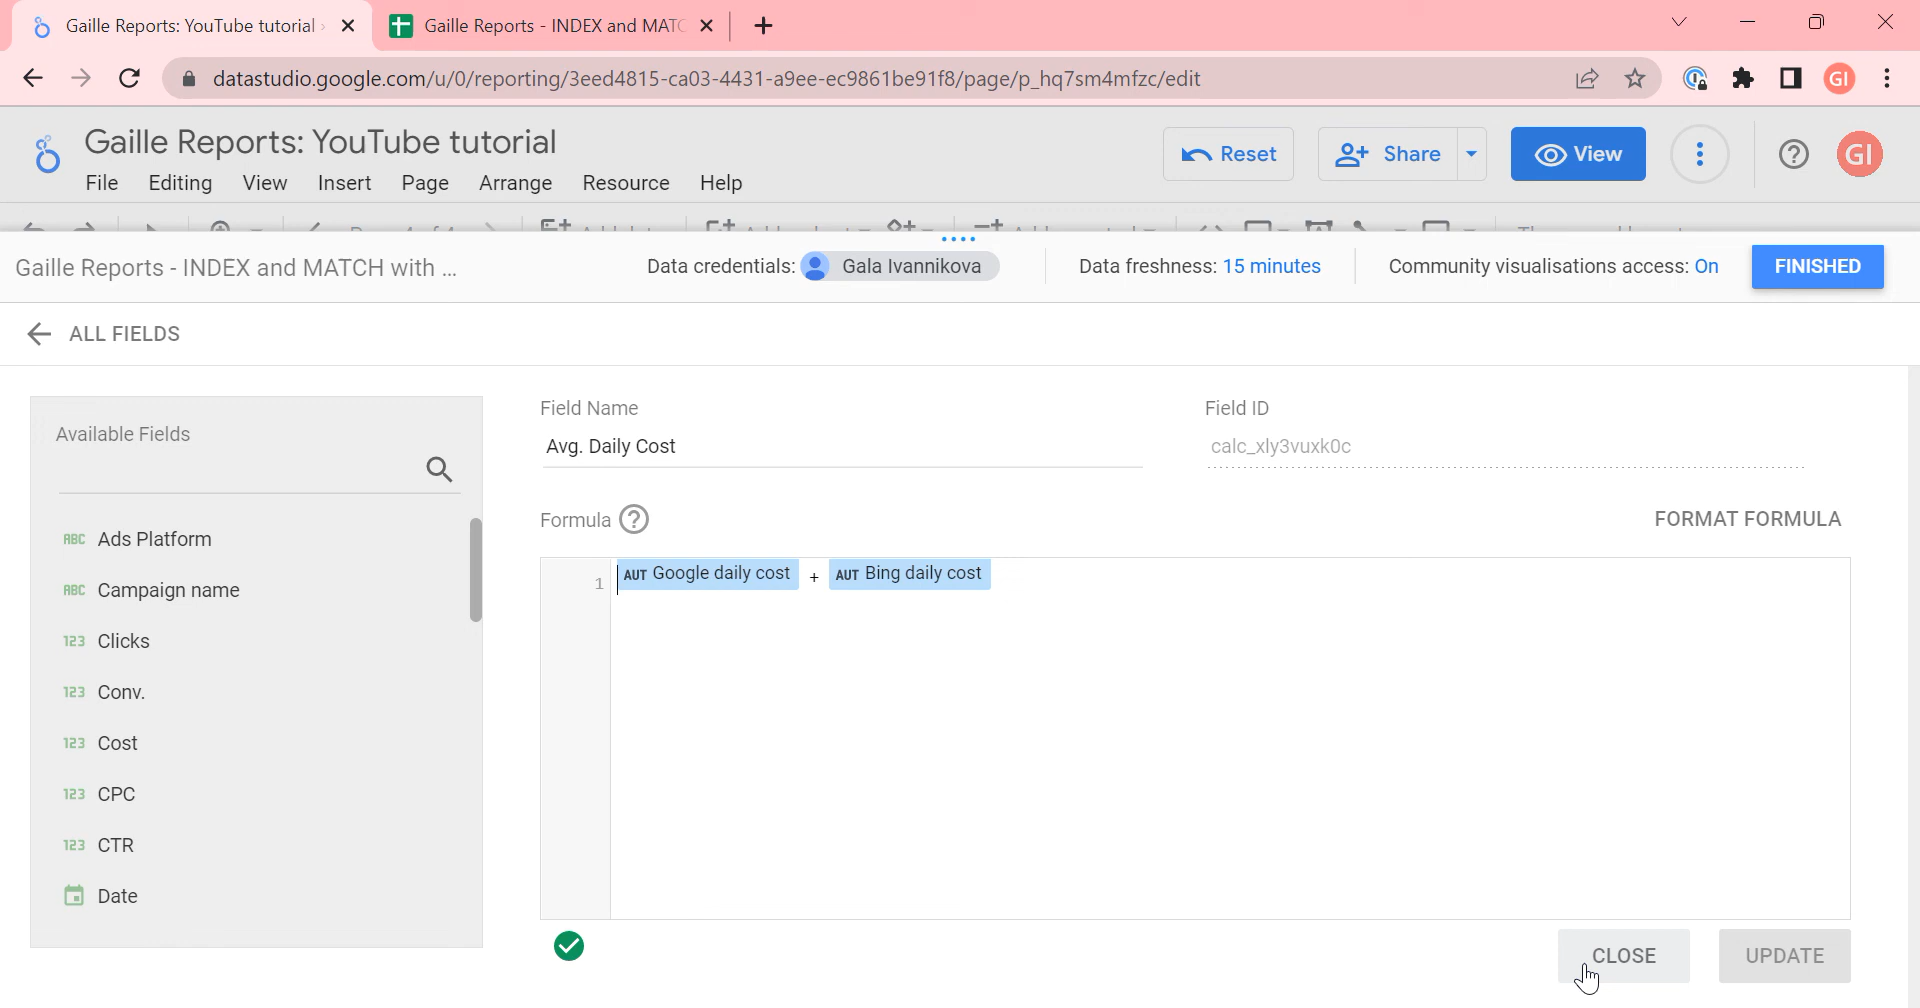 Gaille Reports: YouTube tutorial
Gaille Reports - INDEX and MATC
datastudio.google.com/u/0/reporting/3eed4815-ca03-4431-a9ee-ec9861be91f8/page/p_hq7sm4mfzc/edit
GI
Gaille Reports: YouTube tutorial
Reset
Share
View
GI
File Editing View Insert Page Arrange Resource Help
Gaille Reports - INDEX and MATCH with ...
Data credentials: Gala Ivannikova
Data freshness: 15 minutes
Community visualisations access: On
FINISHED
ALL FIELDS
Available Fields
Field Name
Field ID
Avg. Daily Cost
calc_xly3vuxk0c
Formula
FORMAT FORMULA
1 AUT Google daily cost + AUT Bing daily cost
ABC Ads Platform
ABC Campaign name
123 Clicks
123 Conv.
123 Cost
123 CPC
123 CTR
Date
CLOSE
UPDATE